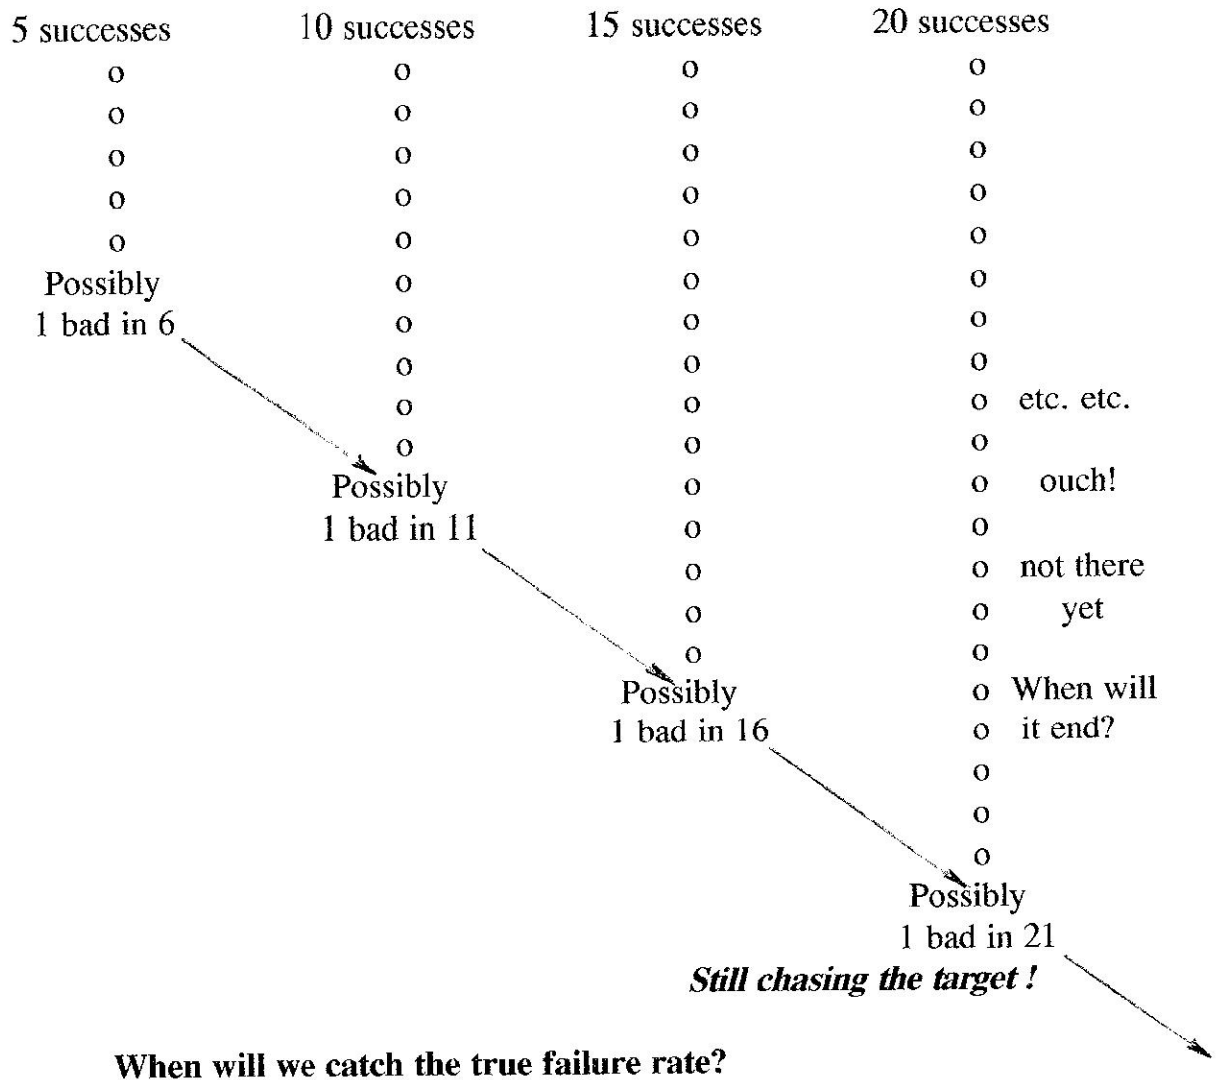 5 successes 10 successes 15 successes 20 successes
o o o o
o o o o
o o o o
o o o o
o o o o
Possibly o o o
1 bad in 6 o o o
o o o
o o o etc. etc.
o o o
Possibly o o ouch!
1 bad in 11 o o
o o not there
o o yet
o o
Possibly o When will
1 bad in 16 o it end?
o
o
o
Possibly
1 bad in 21
Still chasing the target !
When will we catch the true failure rate?